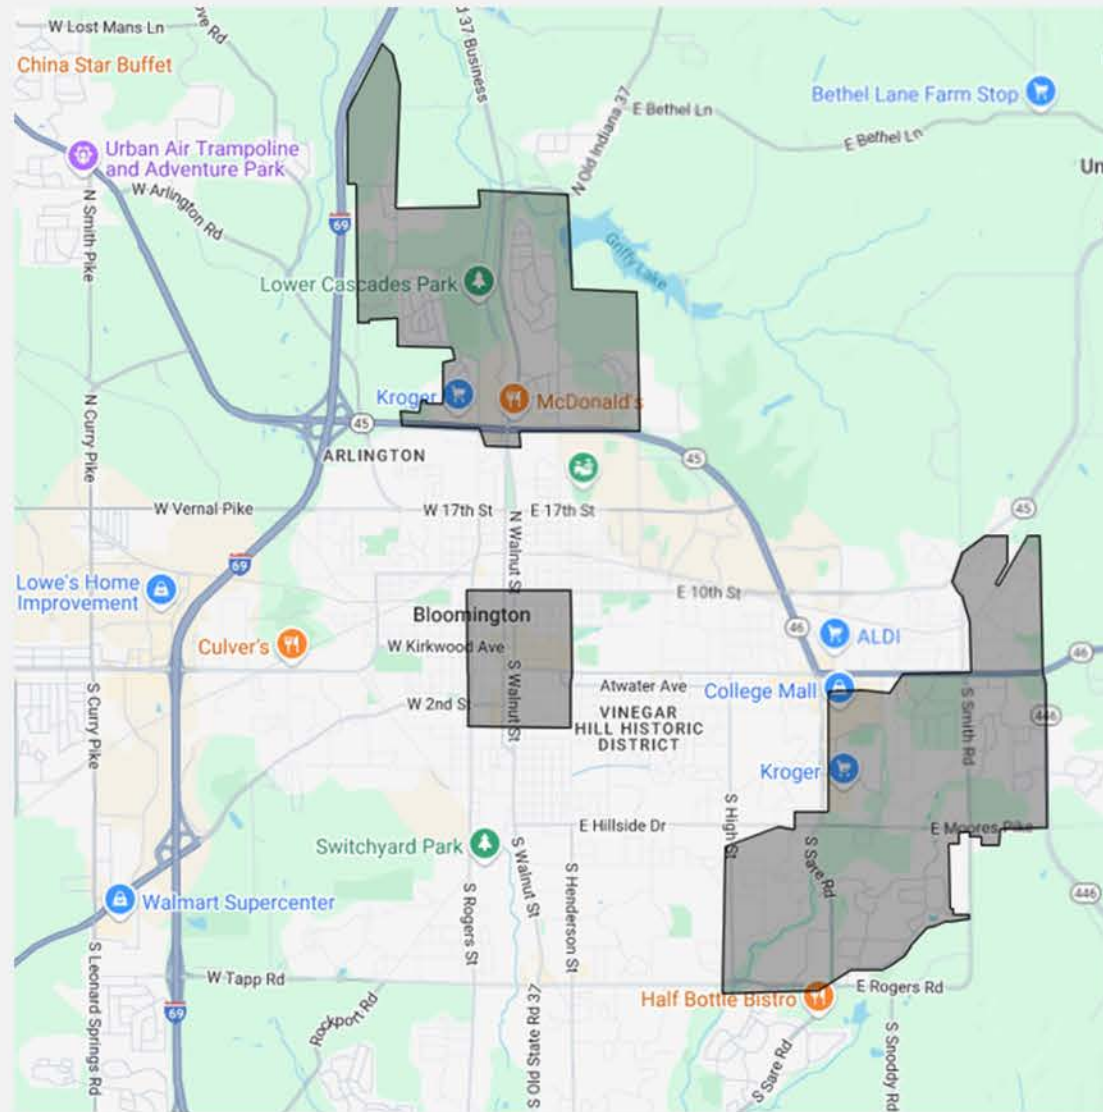 W Lost Mans Ln
ove Rd
d 37 Business
China Star Buffet
Bethel Lane Farm Stop
E Bethel Ln
E Bethel Ln
N Old Indiana 37
Urban Air Trampoline
and Adventure Park
Un
W Arlington Rd
N Smith Pike
69
Griffy Lake
Lower Cascades Park
Kroger
McDonald's
N Curry Pike
45
ARLINGTON
45
W Vernal Pike
W 17th St
E 17th St
45
N Walnut St
69
Lowe's Home
Improvement
E 10th St
Bloomington
46
ALDI
Culver's
W Kirkwood Ave
46
S Walnut St
Atwater Ave
College Mall
S Curry Pike
W 2nd St
VINEGAR
HILL HISTORIC
DISTRICT
S Smith Rd
446
Kroger
S High St
E Hillside Dr
E Moores Pike
Switchyard Park
S Walnut St
S Henderson St
S Sare Rd
446
Walmart Supercenter
S Rogers St
S Leonard Springs Rd
W Tapp Rd
E Rogers Rd
Half Bottle Bistro
69
Rockport Rd
S Old State Rd 37
S Sare Rd
S Snoddy Rd